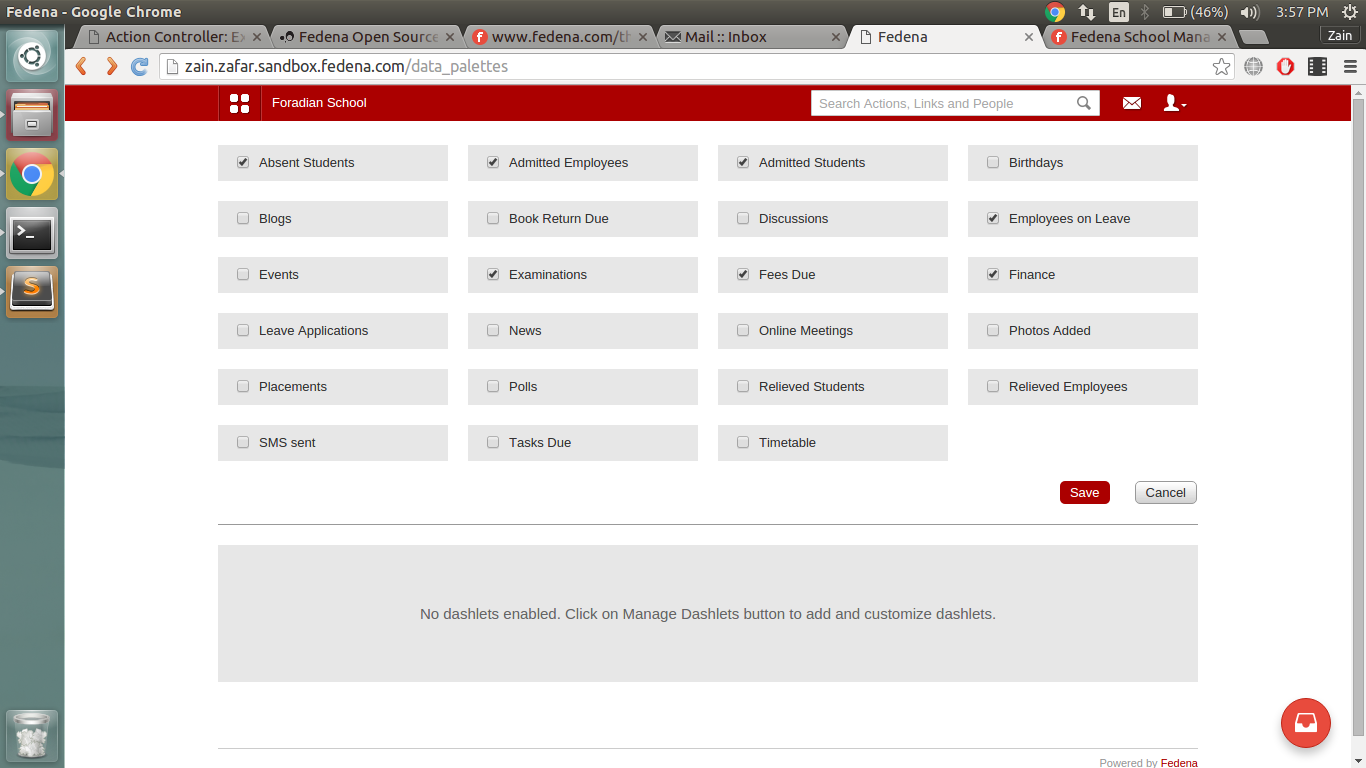 Fedena - Google Chrome
En
(46%)
3:57 PM
Zain
Action Controller: Ex
Fedena Open Source
www.fedena.com/th
Mail :: Inbox
Fedena
Fedena School Mana
zain.zafar.sandbox.fedena.com/data_palettes
Foradian School
Search Actions, Links and People
Absent Students
Admitted Employees
Admitted Students
Birthdays
Blogs
Book Return Due
Discussions
Employees on Leave
Events
Examinations
Fees Due
Finance
Leave Applications
News
Online Meetings
Photos Added
Placements
Polls
Relieved Students
Relieved Employees
SMS sent
Tasks Due
Timetable
Save
Cancel
No dashlets enabled. Click on Manage Dashlets button to add and customize dashlets.
Powered by Fedena